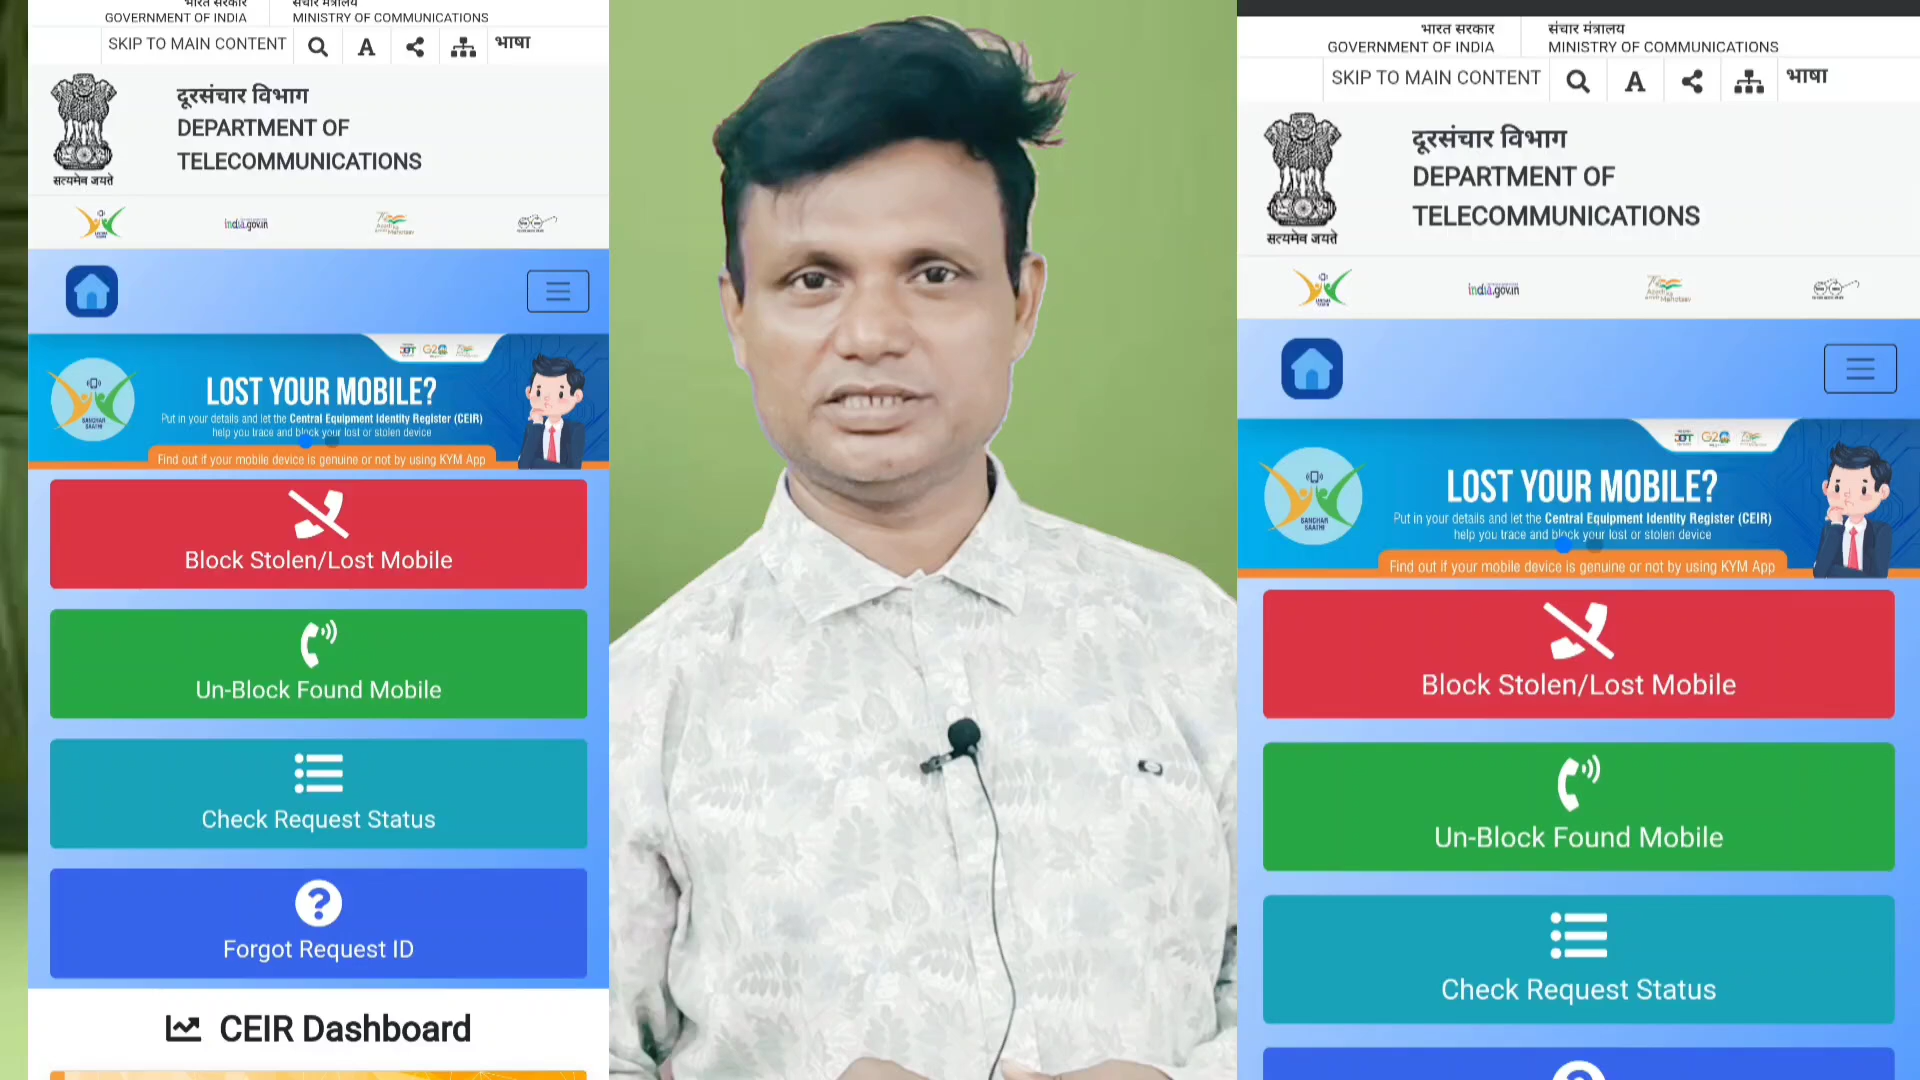 भारत सरकार
संचार मंत्रालय
GOVERNMENT OF INDIA
MINISTRY OF COMMUNICATIONS
SKIP TO MAIN CONTENT
A
भाषा
दूरसंचार विभाग
DEPARTMENT OF
TELECOMMUNICATIONS
सत्यमेव जयते
india.gov.in
LOST YOUR MOBILE?
Put in your details and let the Central Equipment Identity Register (CEIR)
help you trace and block your lost or stolen device
SANCHAR
SAATHI
Find out if your mobile device is genuine or not by using KYM App
Block Stolen/Lost Mobile
Un-Block Found Mobile
Check Request Status
Forgot Request ID
CEIR Dashboard
भारत सरकार
संचार मंत्रालय
GOVERNMENT OF INDIA
MINISTRY OF COMMUNICATIONS
SKIP TO MAIN CONTENT
A
भाषा
दूरसंचार विभाग
DEPARTMENT OF
TELECOMMUNICATIONS
सत्यमेव जयते
india.gov.in
G20
LOST YOUR MOBILE?
Put in your details and let the Central Equipment Identity Register (CEIR)
help you trace and block your lost or stolen device
SANCHAR
SAATHI
Find out if your mobile device is genuine or not by using KYM App
Block Stolen/Lost Mobile
Un-Block Found Mobile
Check Request Status